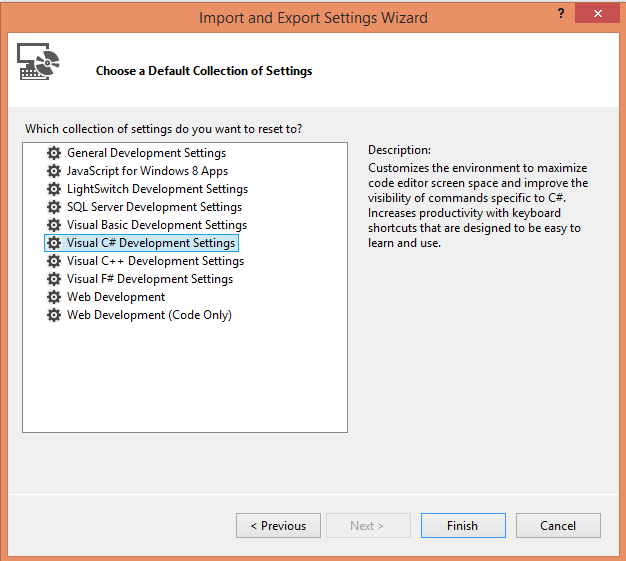 Import and Export Settings Wizard
?
Choose a Default Collection of Settings
Which collection of settings do you want to reset to?
General Development Settings
JavaScript for Windows 8 Apps
LightSwitch Development Settings
SQL Server Development Settings
Visual Basic Development Settings
Visual C# Development Settings
Visual C++ Development Settings
Visual F# Development Settings
Web Development
Web Development (Code Only)
Description:
Customizes the environment to maximize
code editor screen space and improve the
visibility of commands specific to C#.
Increases productivity with keyboard
shortcuts that are designed to be easy to
learn and use.
< Previous
Next >
Finish
Cancel